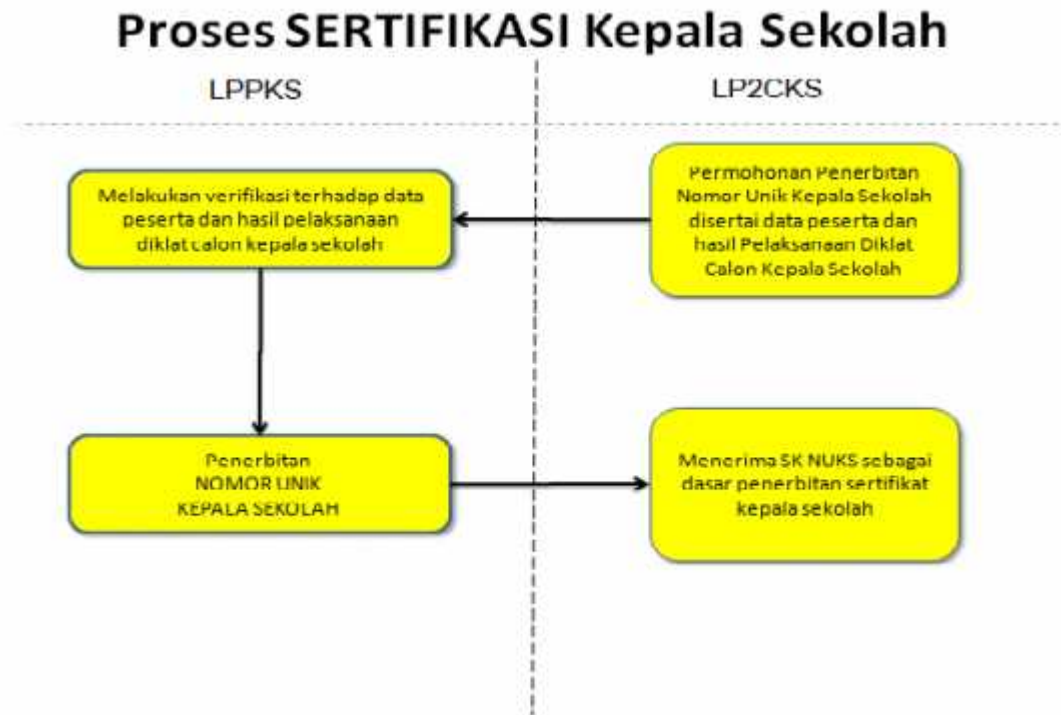 Proses SERTIFIKASI Kepala Sekolah
LPPKS
LP2CKS
Melakukan verifikasi terhadap data
peserta dan hasil pelaksanaan
diklat calon kepala sekolah
Permohonan Penerbitan
Nomor Unik Kepala Sekolah
disertai data peserta dan
hasil Pelaksanaan Diklat
Calon Kepala Sekolah
Penerbitan
NOMOR UNIK
KEPALA SEKOLAH
Menerima SK NUKS sebagai
dasar penerbitan sertifikat
kepala sekolah